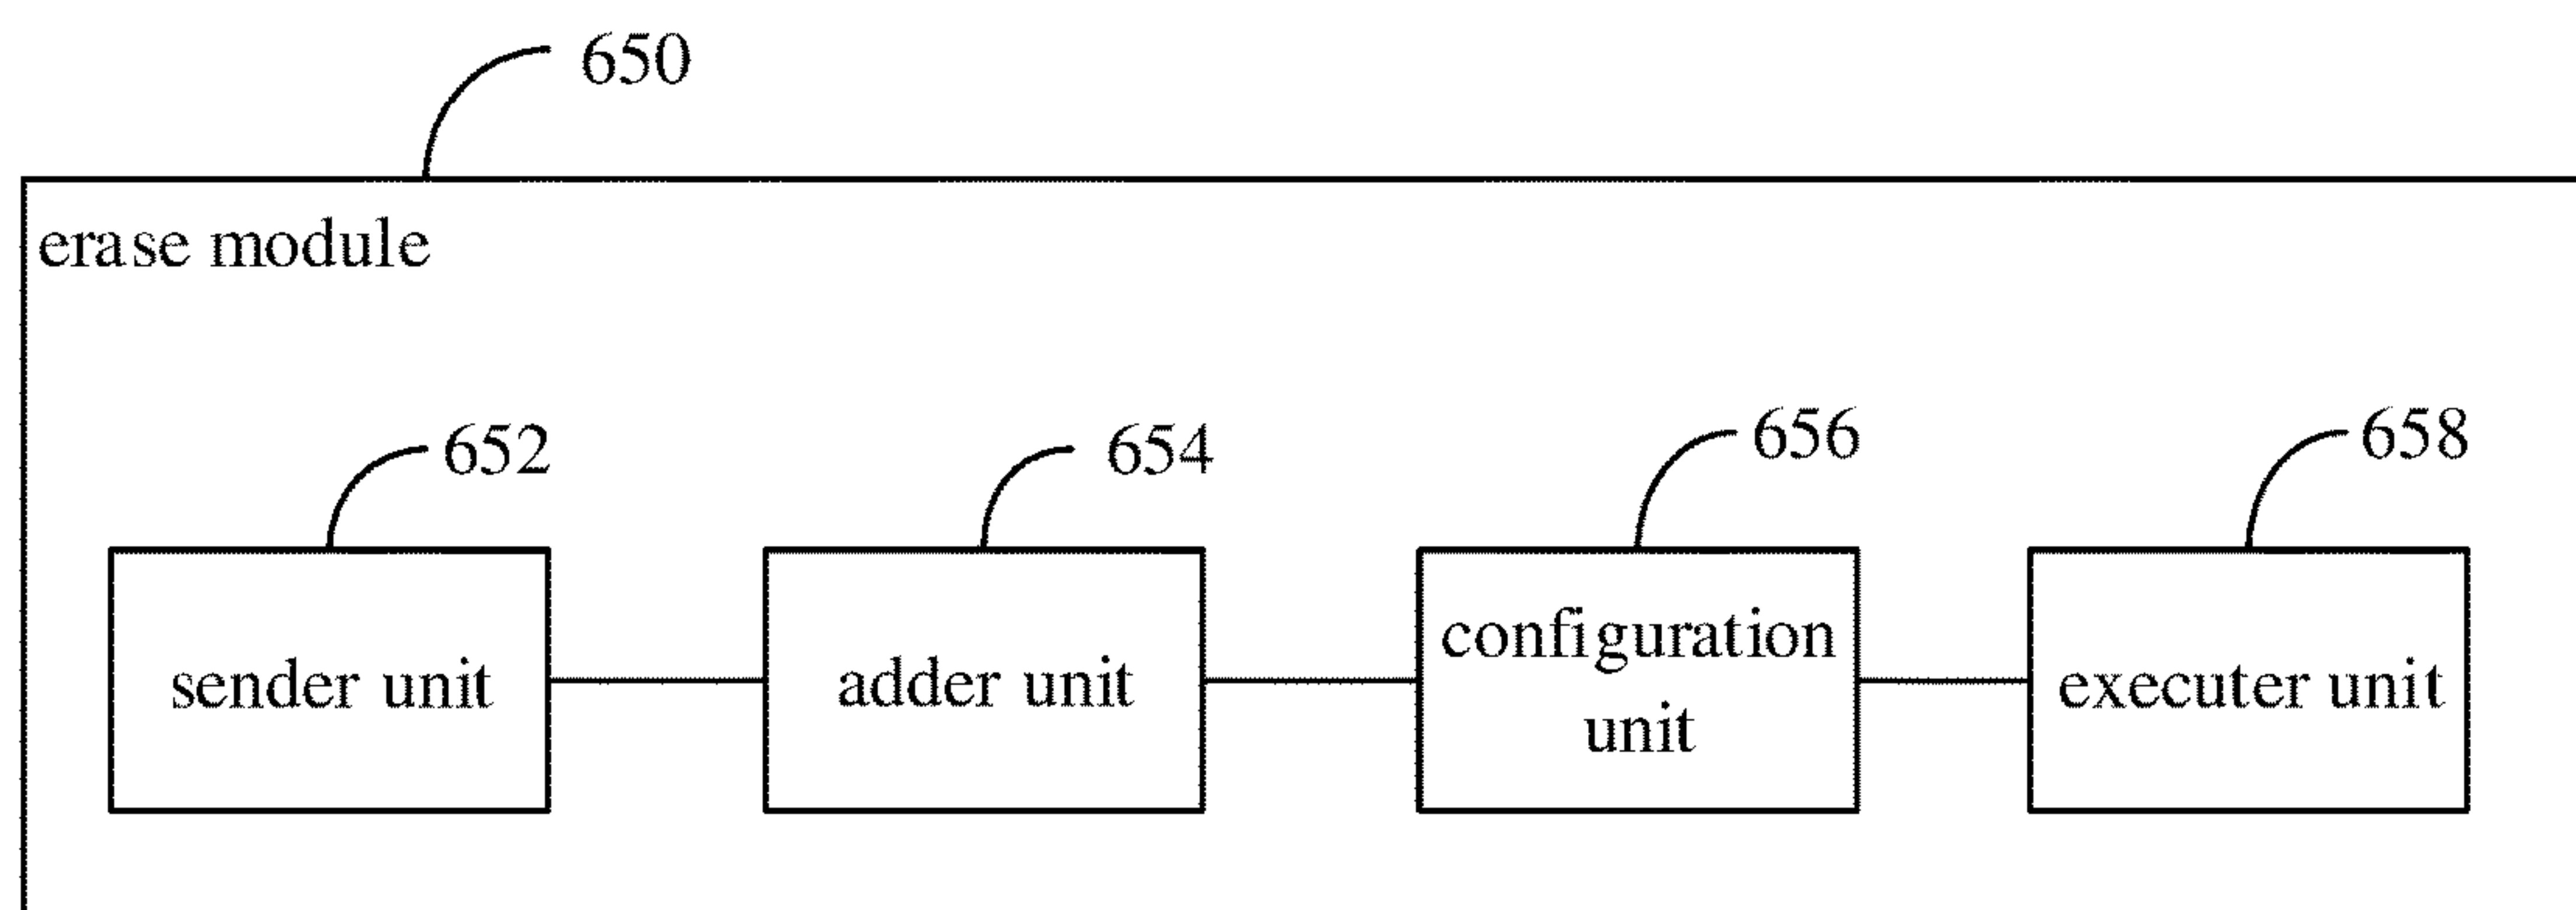 650
erase module
652
654
656
658
sender unit
adder unit
configuration
unit
executer unit